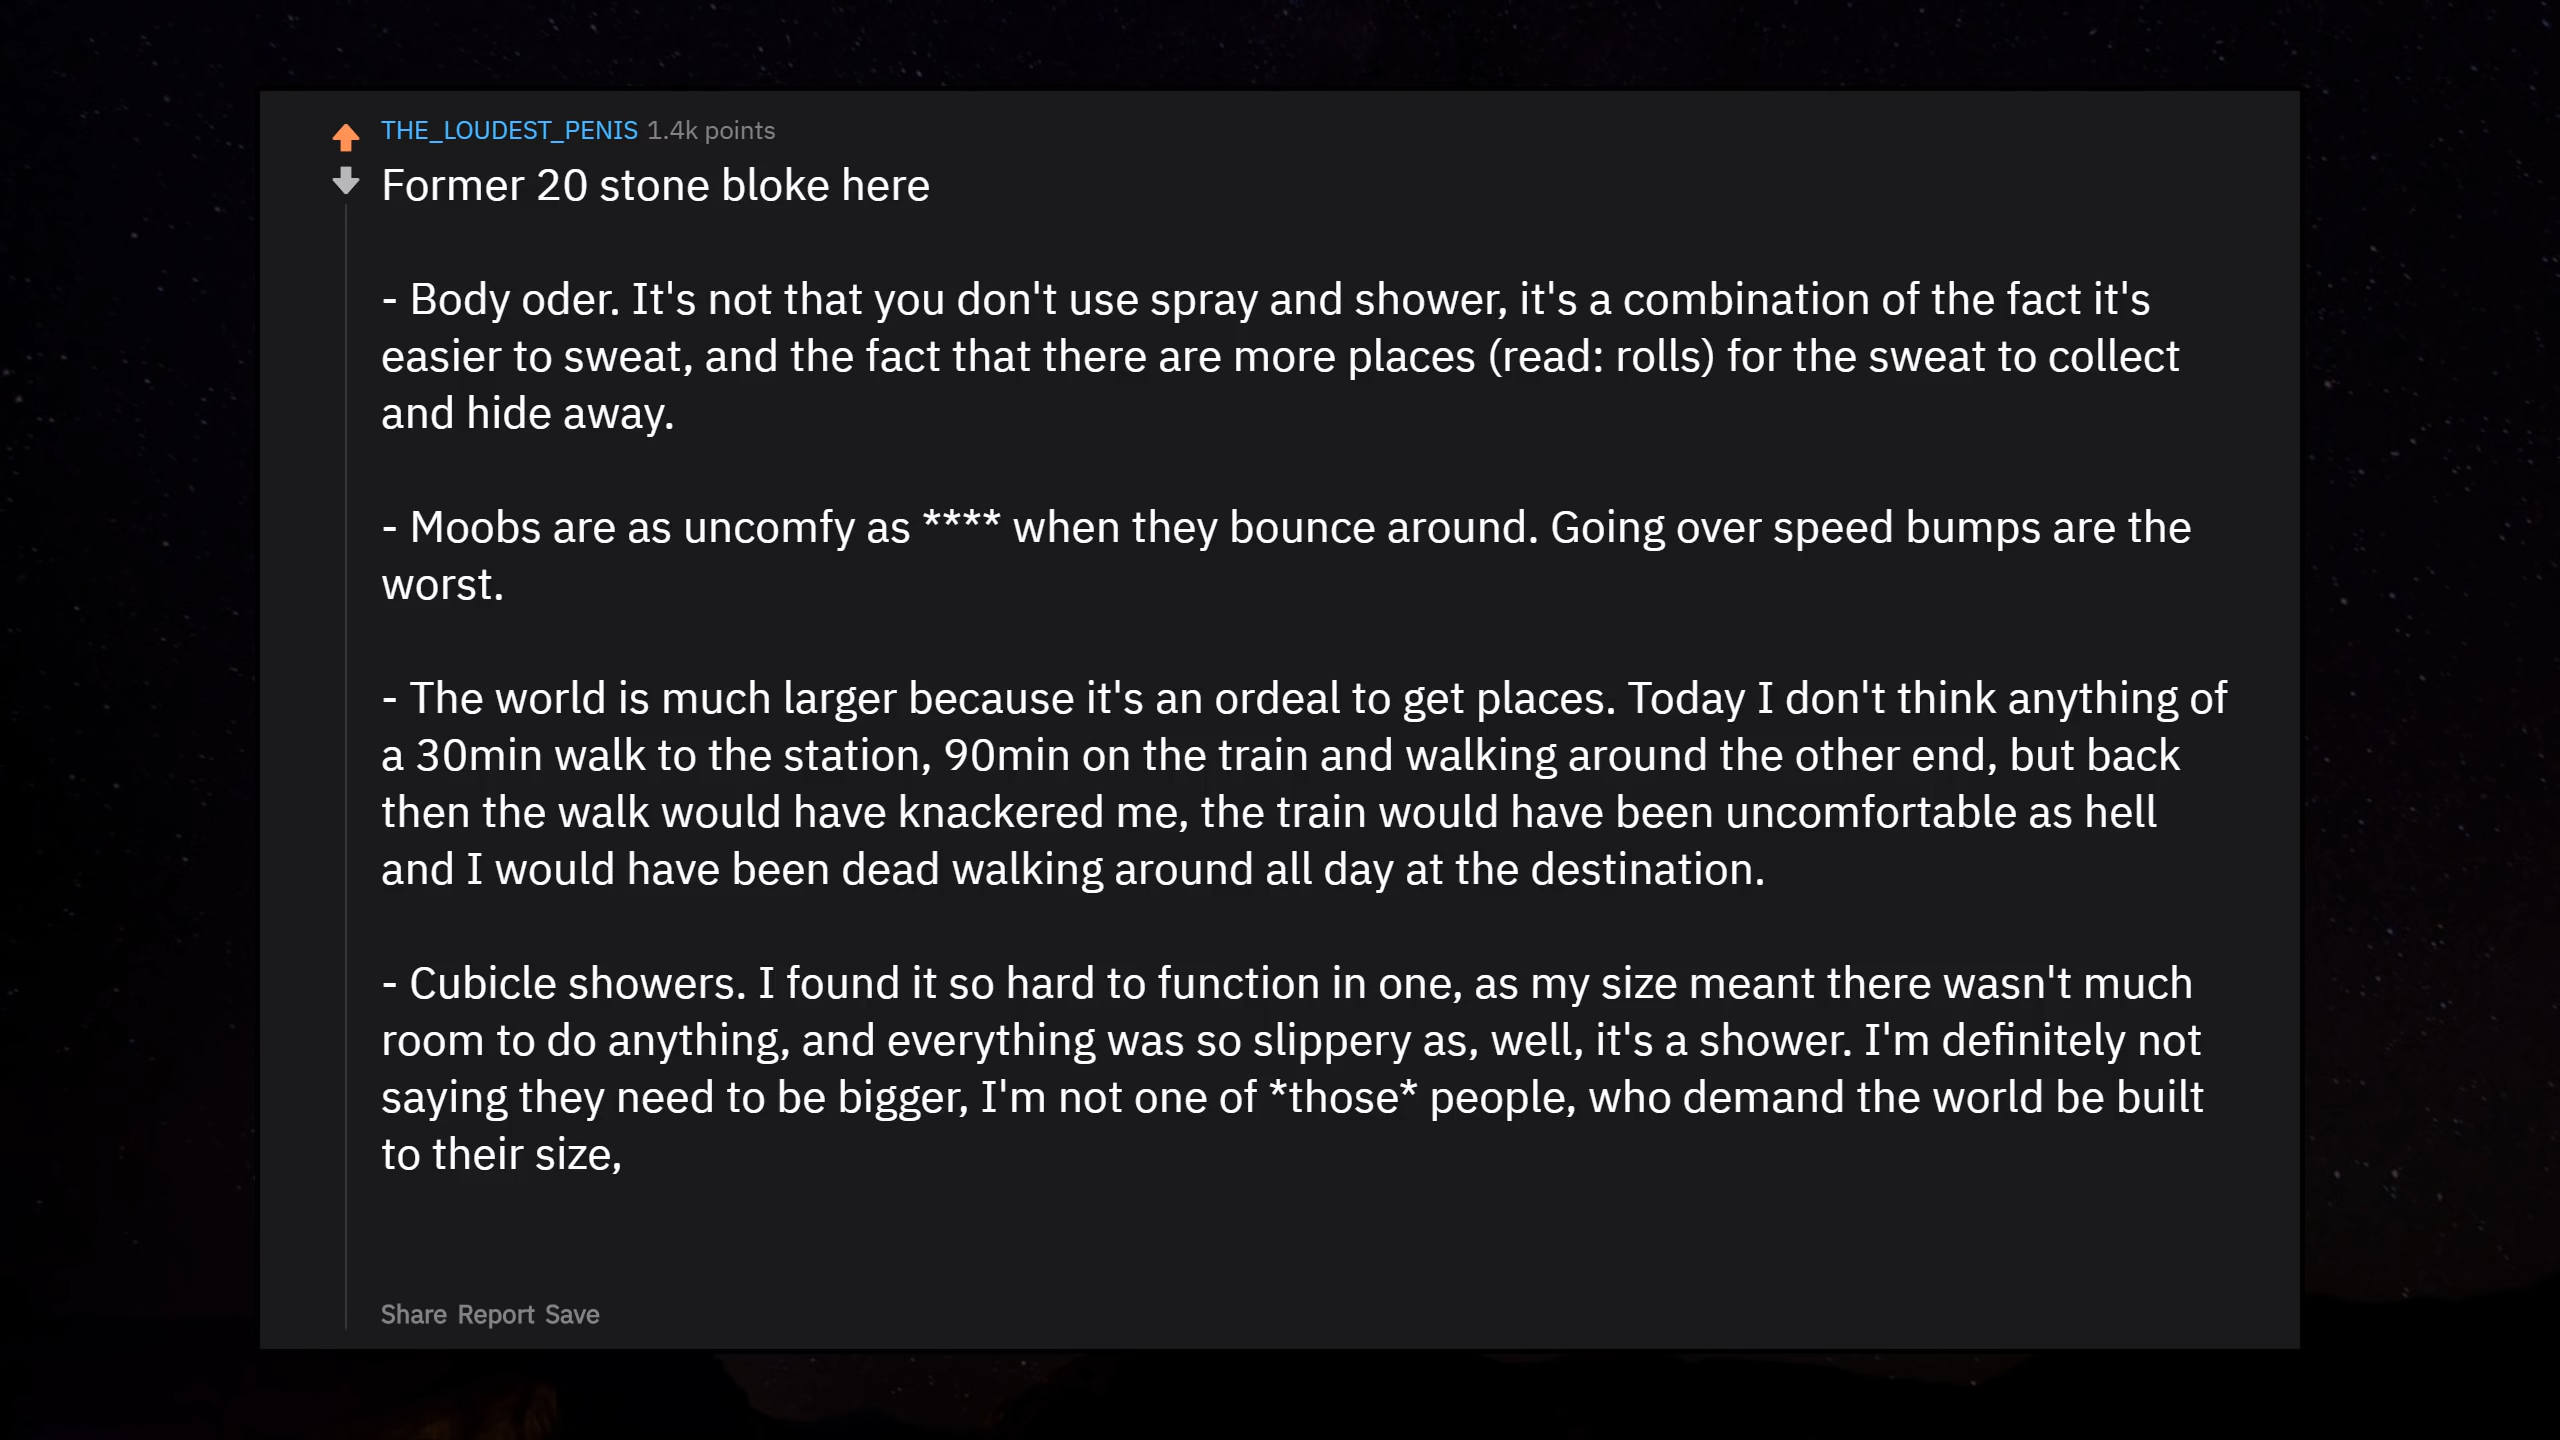 THE_LOUDEST_PENIS 1.4k points
Former 20 stone bloke here
- Body oder. It's not that you don't use spray and shower, it's a combination of the fact it's
easier to sweat, and the fact that there are more places (read: rolls) for the sweat to collect
and hide away.
- Moobs are as uncomfy as **** when they bounce around. Going over speed bumps are the
worst.
- The world is much larger because it's an ordeal to get places. Today I don't think anything of
a 30min walk to the station, 90min on the train and walking around the other end, but back
then the walk would have knackered me, the train would have been uncomfortable as hell
and I would have been dead walking around all day at the destination.
- Cubicle showers. I found it so hard to function in one, as my size meant there wasn't much
room to do anything, and everything was so slippery as, well, it's a shower. I'm definitely not
saying they need to be bigger, I'm not one of *those* people, who demand the world be built
to their size,
Share Report Save